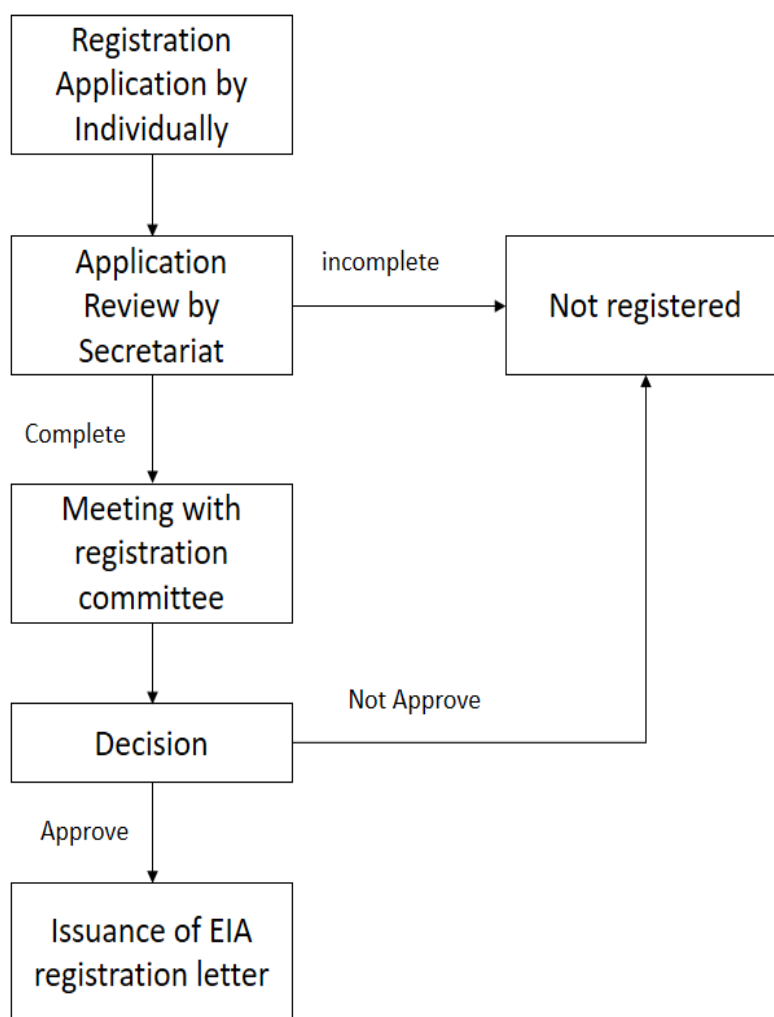 Registration
Application by
Individually
Application
Review by
Secretariat
incomplete
Not registered
Complete
Meeting with
registration
committee
Not Approve
Decision
Approve
Issuance of EIA
registration letter